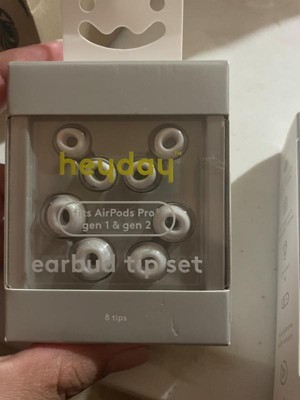 heyday
fits AirPods Pro
gen 1 & gen 2
earbud tip set
8 tips